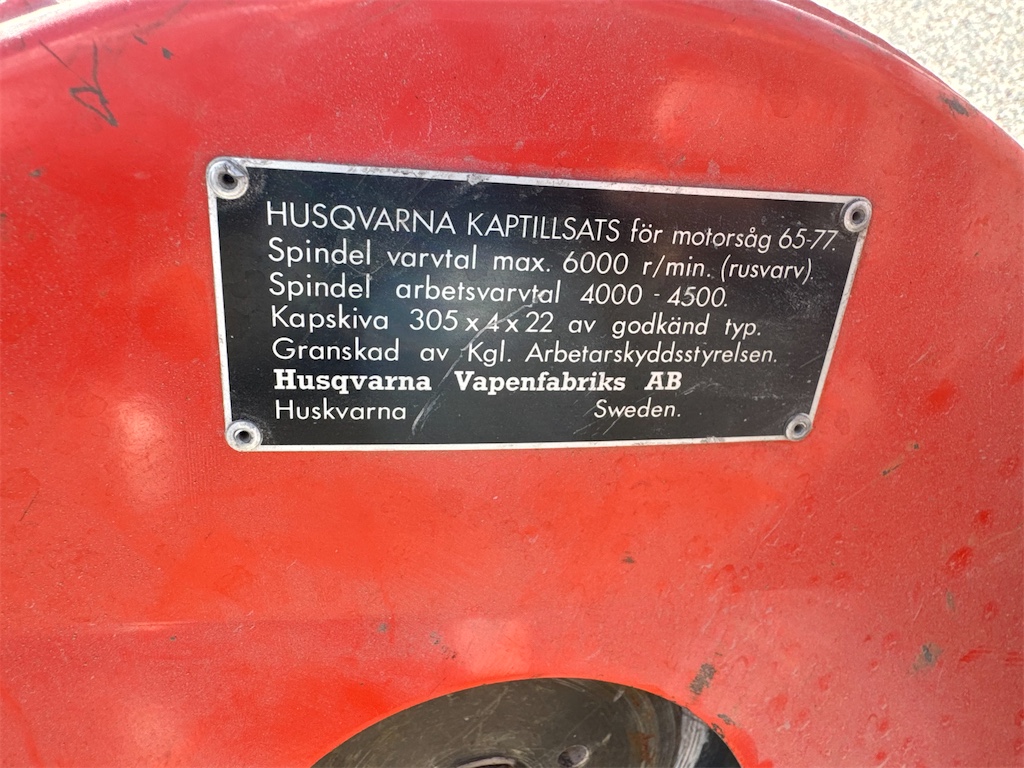 HUSQVARNA KAPTILLSATS för motorsåg 65-77.
Spindel varvtal max. 6000 r/min. (rusvarv).
Spindel arbetsvarvtal 4000 - 4500.
Kapskiva 305 x 4 x 22 av godkänd typ.
Granskad av Kgl. Arbetarskyddsstyrelsen.
Husqvarna Vapenfabriks AB
Huskvarna Sweden.